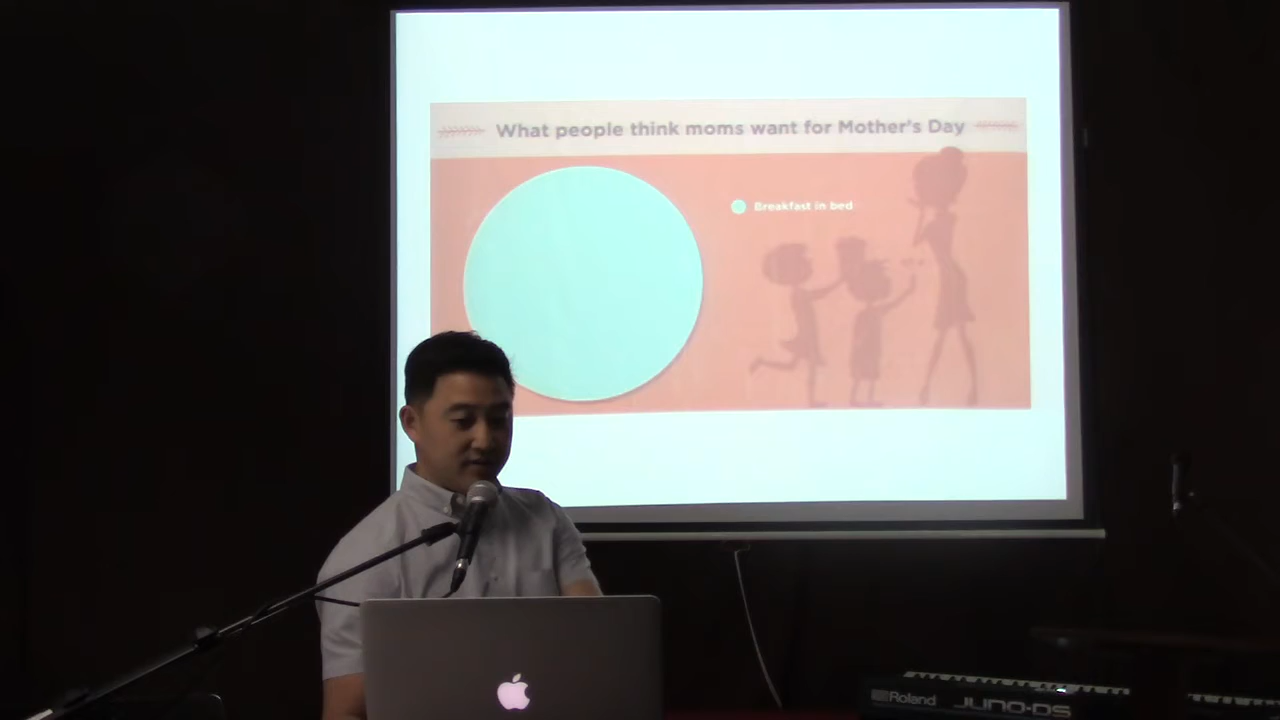 What people think moms want for Mother's Day
Breakfast in bed
Roland
JUNO-DS